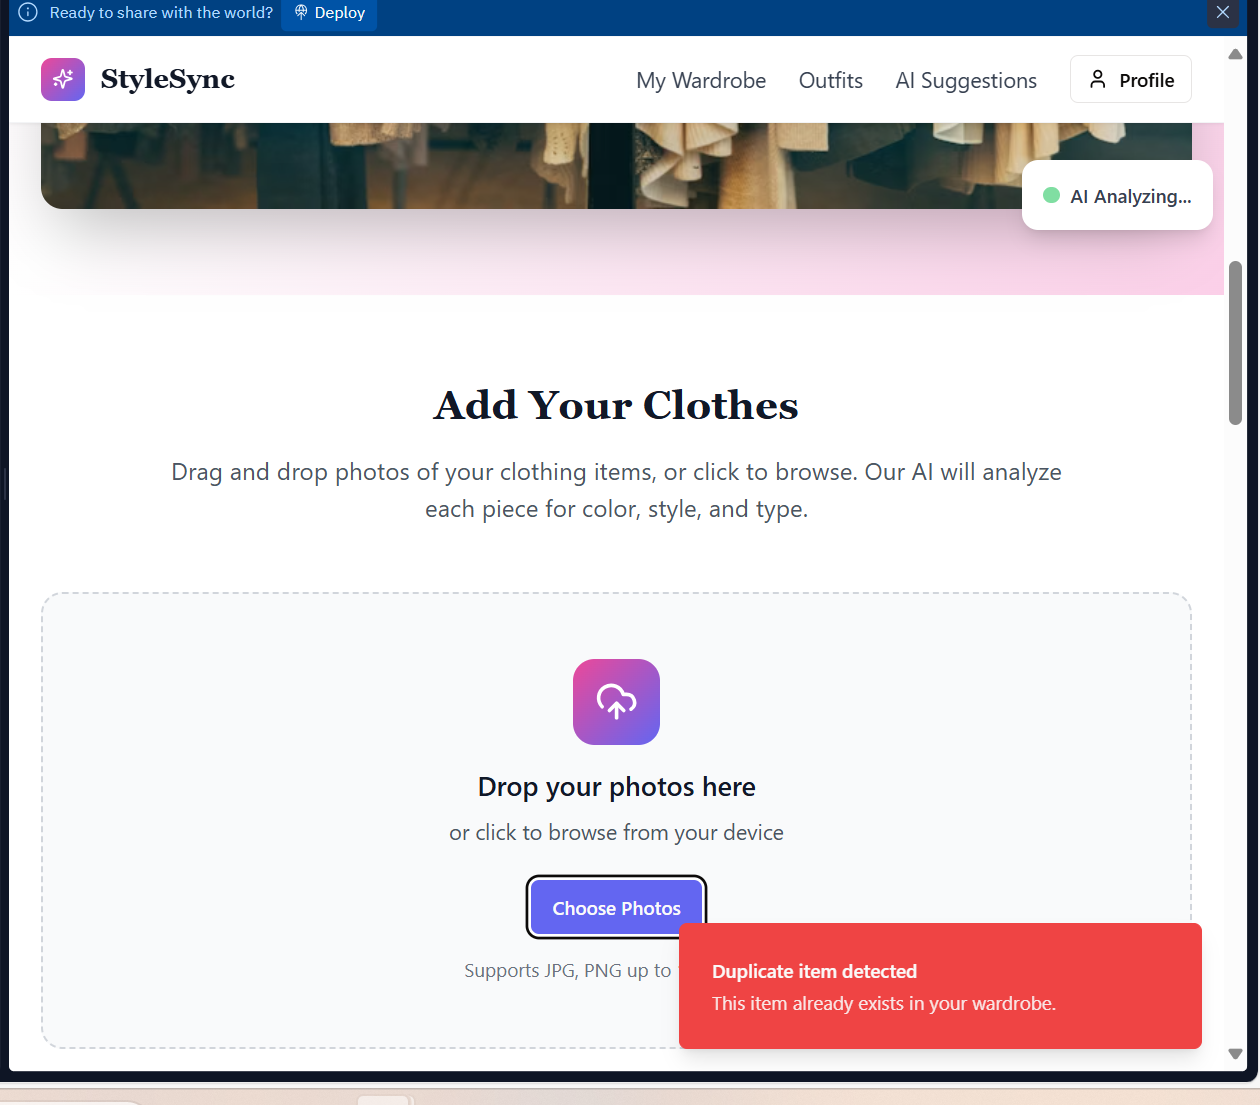 Ready to share with the world?
Deploy
StyleSync
My Wardrobe
Outfits
AI Suggestions
Profile
AI Analyzing...
Add Your Clothes
Drag and drop photos of your clothing items, or click to browse. Our AI will analyze
each piece for color, style, and type.
Drop your photos here
or click to browse from your device
Choose Photos
Supports JPG, PNG up to
Duplicate item detected
This item already exists in your wardrobe.